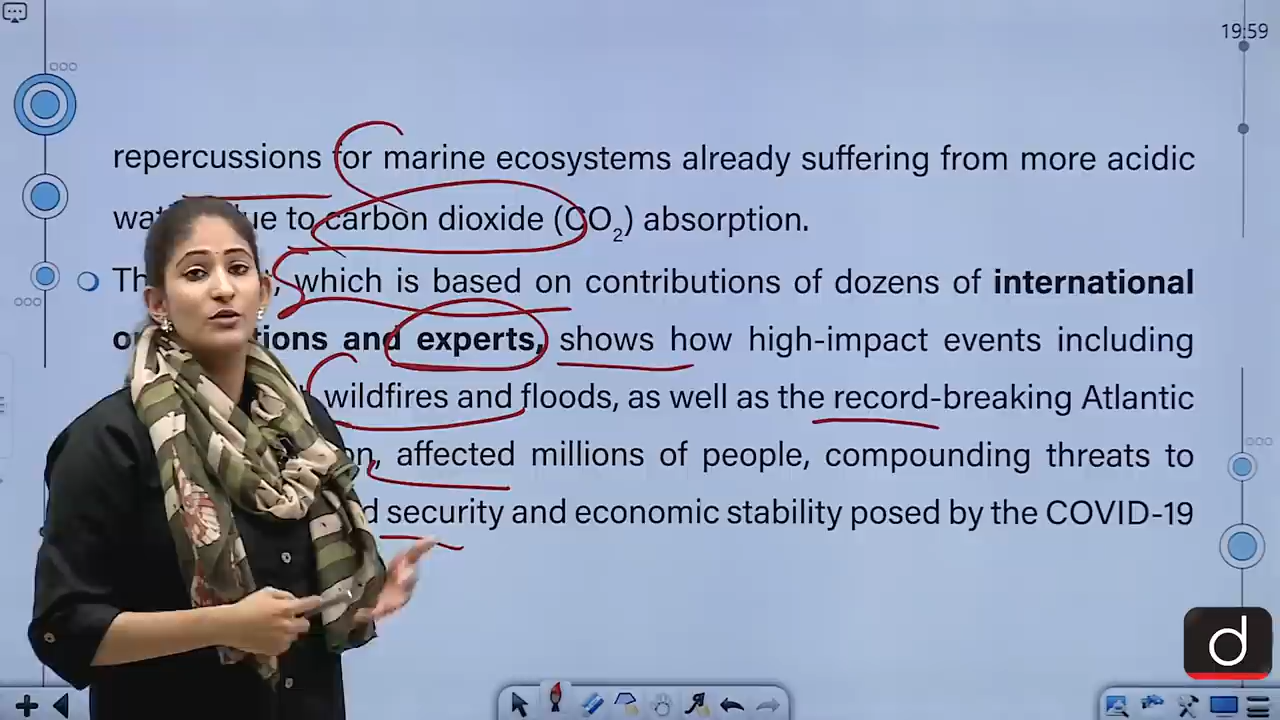 19:59
repercussions for marine ecosystems already suffering from more acidic
due to carbon dioxide (CO₂) absorption.
which is based on contributions of dozens of international
and experts, shows how high-impact events including
wildfires and floods, as well as the record-breaking Atlantic
affected millions of people, compounding threats to
security and economic stability posed by the COVID-19
d